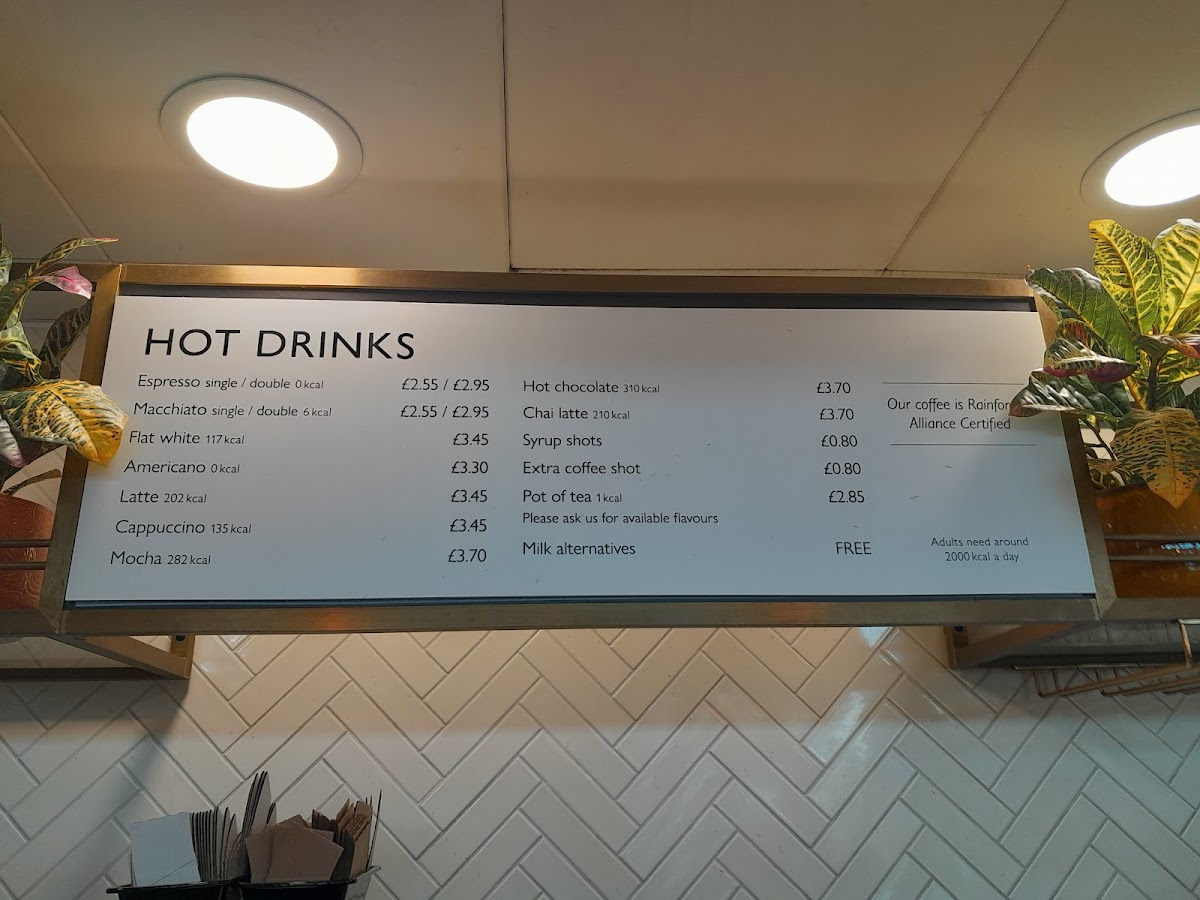 HOT DRINKS
Espresso single / double 0 kcal £2.55 / £2.95
Macchiato single / double 6 kcal £2.55 / £2.95
Flat white 117 kcal £3.45
Americano 0 kcal £3.30
Latte 202 kcal £3.45
Cappuccino 135 kcal £3.45
Mocha 282 kcal £3.70
Hot chocolate 310 kcal £3.70
Chai latte 210 kcal £3.70
Syrup shots £0.80
Extra coffee shot £0.80
Pot of tea 1 kcal £2.85
Please ask us for available flavours
Milk alternatives FREE
Our coffee is
Alliance Certified
Adults need around
2000 kcal a day